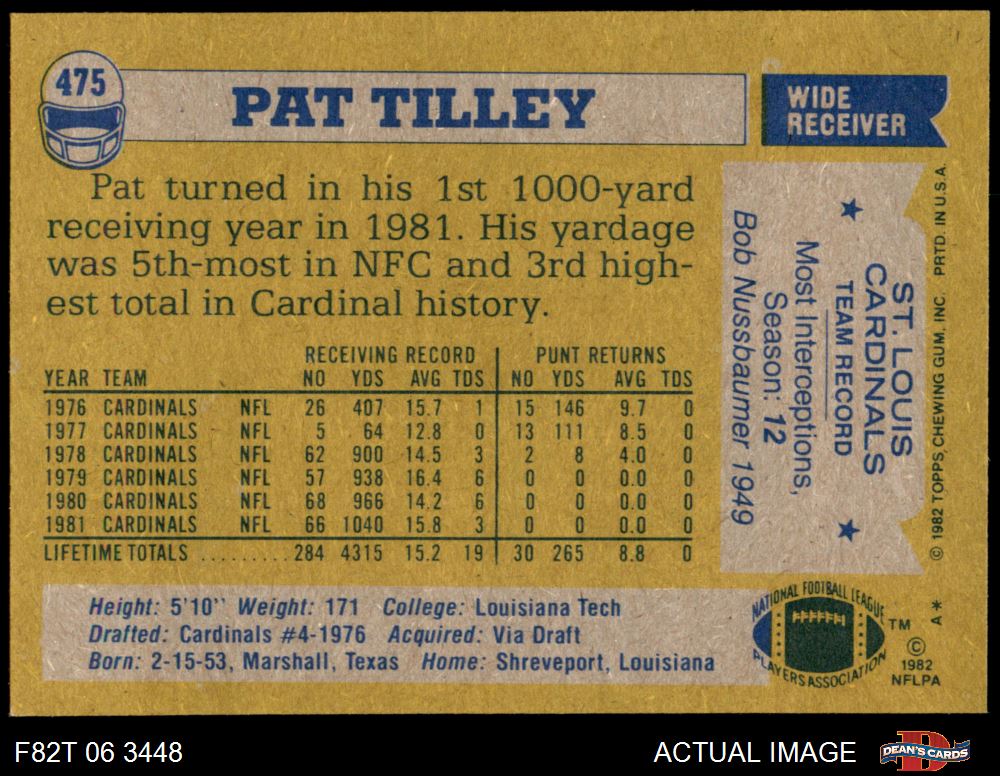 475
PAT TILLEY
WIDE
RECEIVER
Pat turned in his 1st 1000-yard
receiving year in 1981. His yardage
was 5th-most in NFC and 3rd high-
est total in Cardinal history.
RECEIVING RECORD PUNT RETURNS
YEAR TEAM NO YDS AVG TDS NO YDS AVG TDS
1976 CARDINALS NFL 26 407 15.7 1 15 146 9.7 0
1977 CARDINALS NFL 5 64 12.8 0 13 111 8.5 0
1978 CARDINALS NFL 62 900 14.5 3 2 8 4.0 0
1979 CARDINALS NFL 57 938 16.4 6 0 0 0.0 0
1980 CARDINALS NFL 68 966 14.2 6 0 0 0.0 0
1981 CARDINALS NFL 66 1040 15.8 3 0 0 0.0 0
LIFETIME TOTALS .......... 284 4315 15.2 19 30 265 8.8 0
ST. LOUIS
CARDINALS
TEAM RECORD
Most Interceptions,
Season: 12
Bob Nussbaumer 1949
© 1982 TOPPS CHEWING GUM, INC. PRTD. IN U.S.A.
Height: 5'10" Weight: 171 College: Louisiana Tech
Drafted: Cardinals #4-1976 Acquired: Via Draft
Born: 2-15-53, Marshall, Texas Home: Shreveport, Louisiana
NATIONAL FOOTBALL LEAGUE
PLAYERS ASSOCIATION
TM
©
1982
NFLPA
A*
F82T 06 3448
ACTUAL IMAGE
D
DEAN'S CARDS